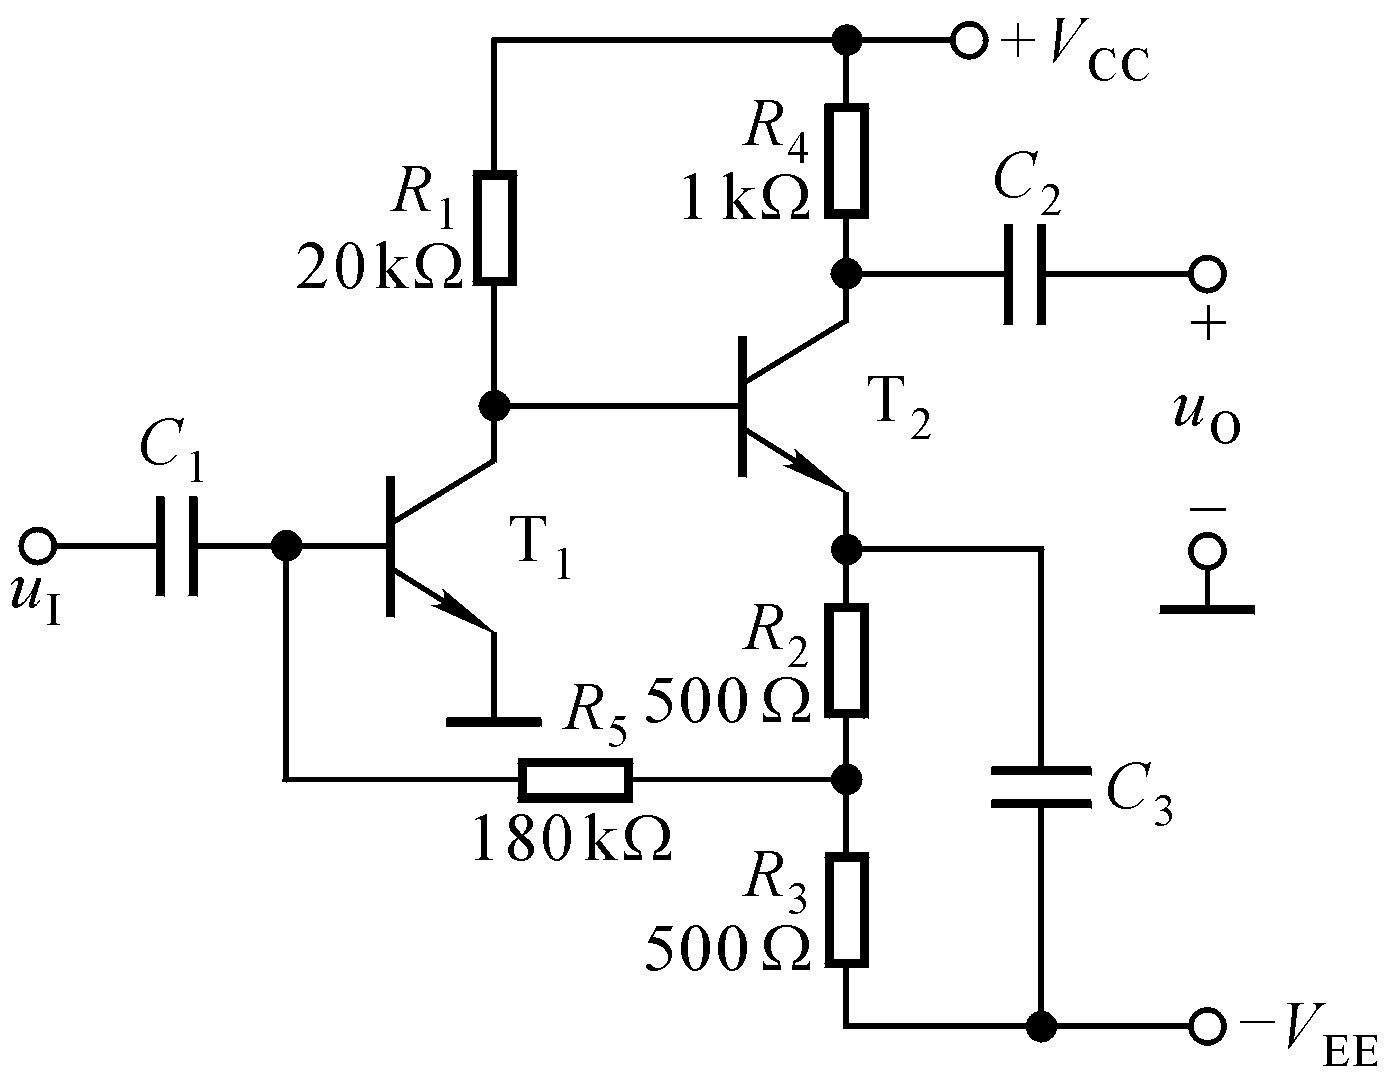 +V_CC
R_4
1 kΩ
C_2
R_1
20 kΩ
+
T_2
u_O
C_1
−
T_1
u_I
R_2
500 Ω
R_5
180 kΩ
C_3
R_3
500 Ω
−V_EE